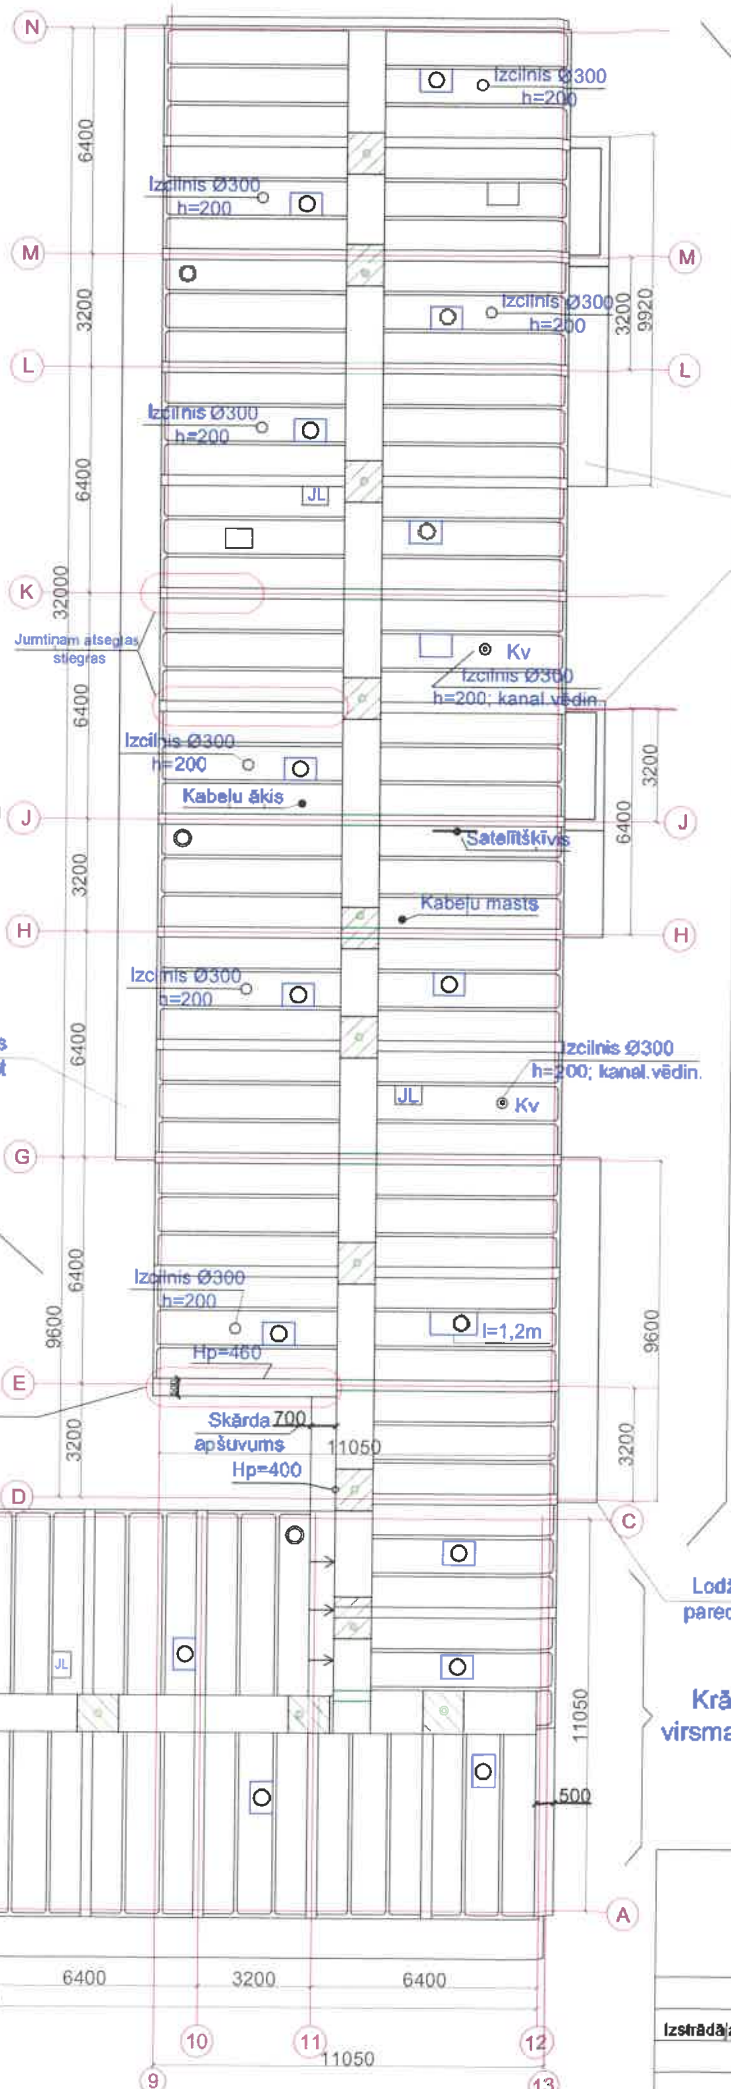 N
Izcilnis Ø300
h=200
6400
Izcilnis Ø300
h=200
M
M
3200
Izcilnis Ø300
h=200
3200
9920
L
L
Izcilnis Ø300
h=200
6400
JL
K
32000
Jumtiņam atsegtas
stiegras
Kv
Izcilnis Ø300
h=200; kanal.vēdin.
6400
Izcilnis Ø300
h=200
3200
Kabeļu āķis
J
J
6400
Satelītšķīvis
3200
Kabeļu masts
H
H
Izcilnis Ø300
h=200
6400
Izcilnis Ø300
h=200; kanal.vēdin.
JL
Kv
G
6400
Izcilnis Ø300
h=200
9600
9600
l=1,2m
Hp=460
E
Skārda
apšuvums
700
11050
3200
3200
Hp=400
D
C
JL
11050
500
A
6400
3200
6400
10
11
12
11050
9
13
Izstrādāja